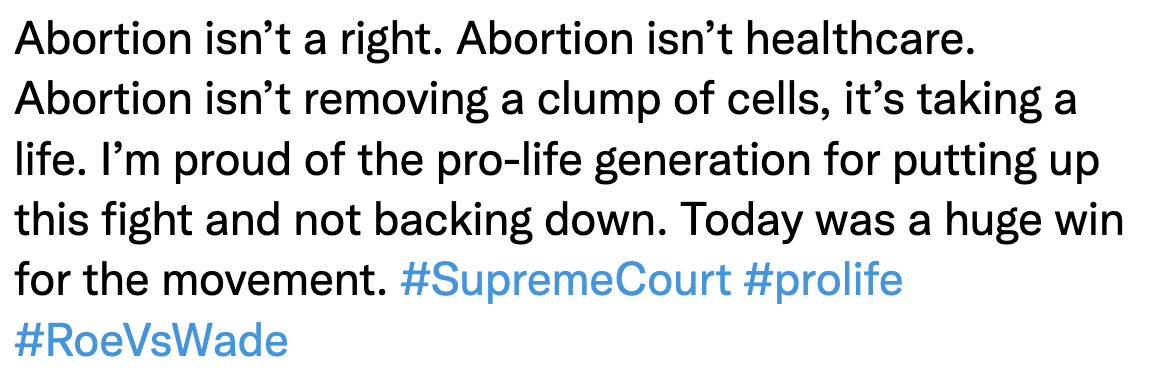 Abortion isn’t a right. Abortion isn’t healthcare.
Abortion isn’t removing a clump of cells, it’s taking a
life. I’m proud of the pro-life generation for putting up
this fight and not backing down. Today was a huge win
for the movement. #SupremeCourt #prolife
#RoeVsWade